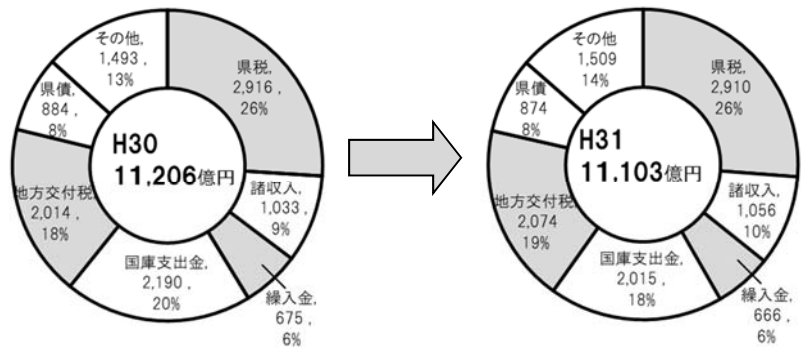 その他,
1,493 ,
13%
県税,
2,916 ,
26%
県債,
884 ,
8%
H30
11,206億円
地方交付税,
2,014 ,
18%
諸収入,
1,033 ,
9%
国庫支出金,
2,190 ,
20%
繰入金,
675 ,
6%
その他
1,509
14%
県税,
2,910
26%
県債
874
8%
H31
11.103億円
地方交付税,
2,074
19%
諸収入,
1,056
10%
国庫支出金,
2,015 ,
18%
繰入金,
666 ,
6%